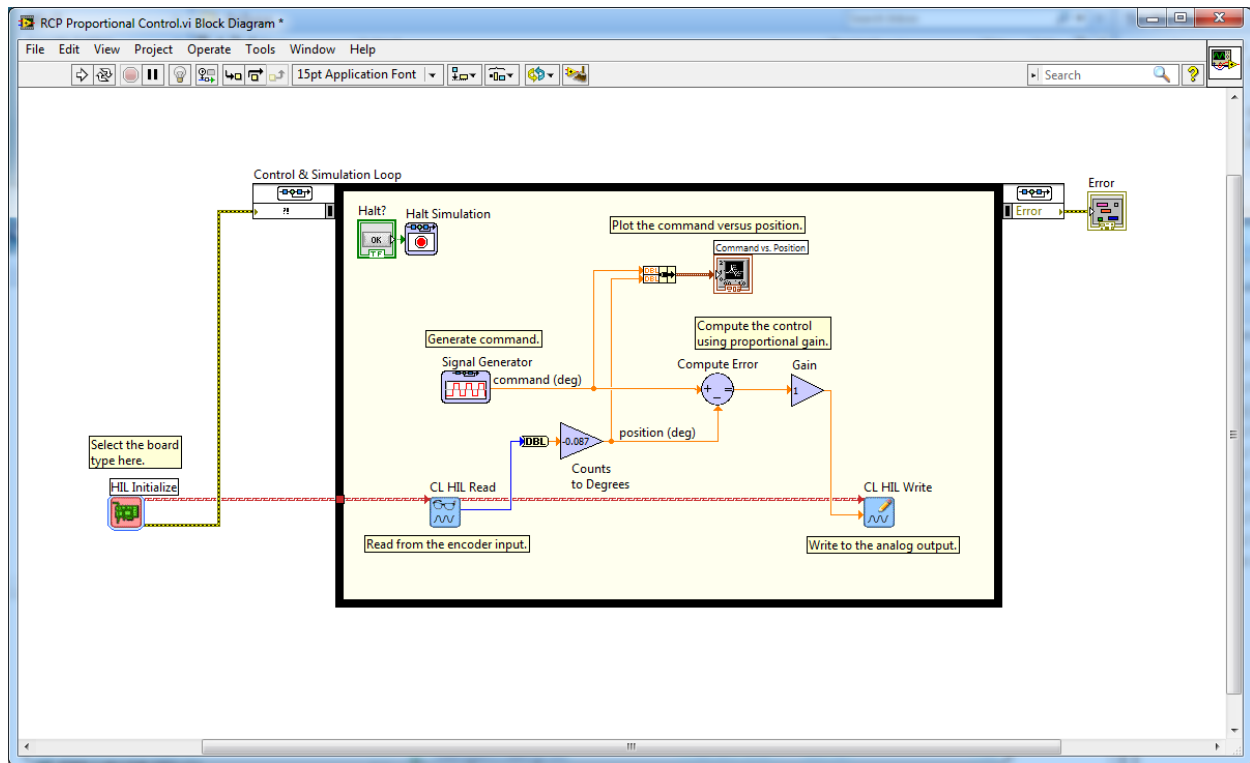 RCP Proportional Control.vi Block Diagram *
File Edit View Project Operate Tools Window Help
15pt Application Font
Search
Control & Simulation Loop
Error
?!
Error
Halt?
Halt Simulation
OK
TF
Plot the command versus position.
Command vs. Position
DBL
DBL
Generate command.
Compute the control
using proportional gain.
Signal Generator
command (deg)
Compute Error
Gain
+
-
=
1
DBL
-0.087
position (deg)
Counts
to Degrees
Select the board
type here.
HIL Initialize
CL HIL Read
CL HIL Write
Read from the encoder input.
Write to the analog output.